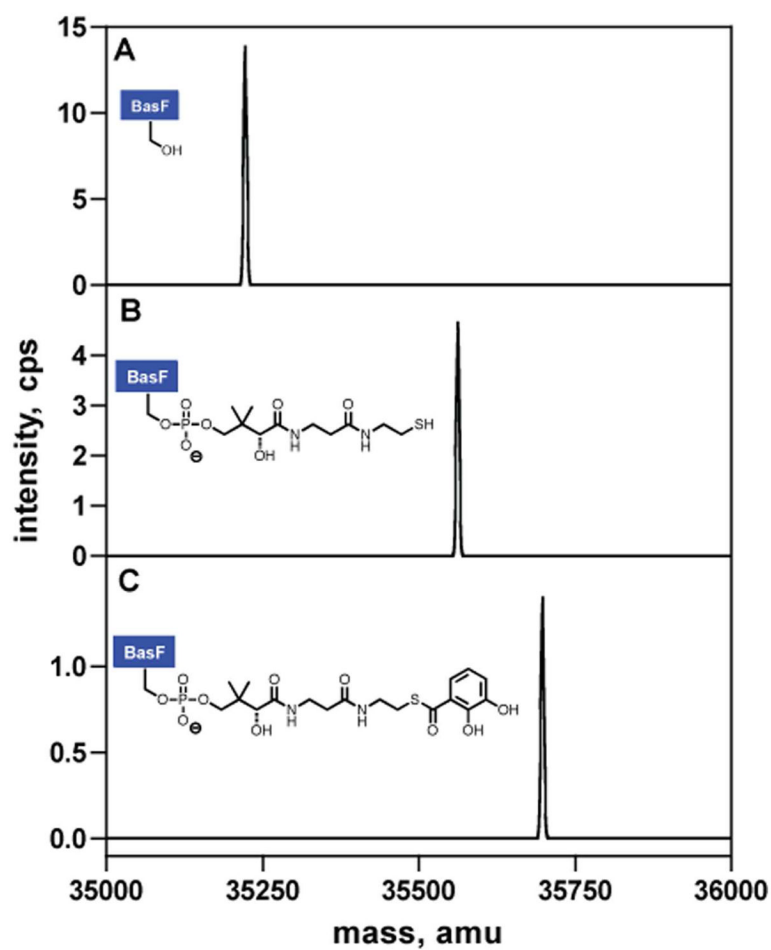 A
BasF
OH
15
10
5
0
B
BasF
O
O
O
O
P
O
O
⊖
OH
N
H
N
H
SH
4
3
2
1
0
intensity, cps
C
BasF
O
O
O
O
P
O
O
⊖
OH
N
H
N
H
S
O
OH
OH
1.0
0.5
0.0
35000 35250 35500 35750 36000
mass, amu